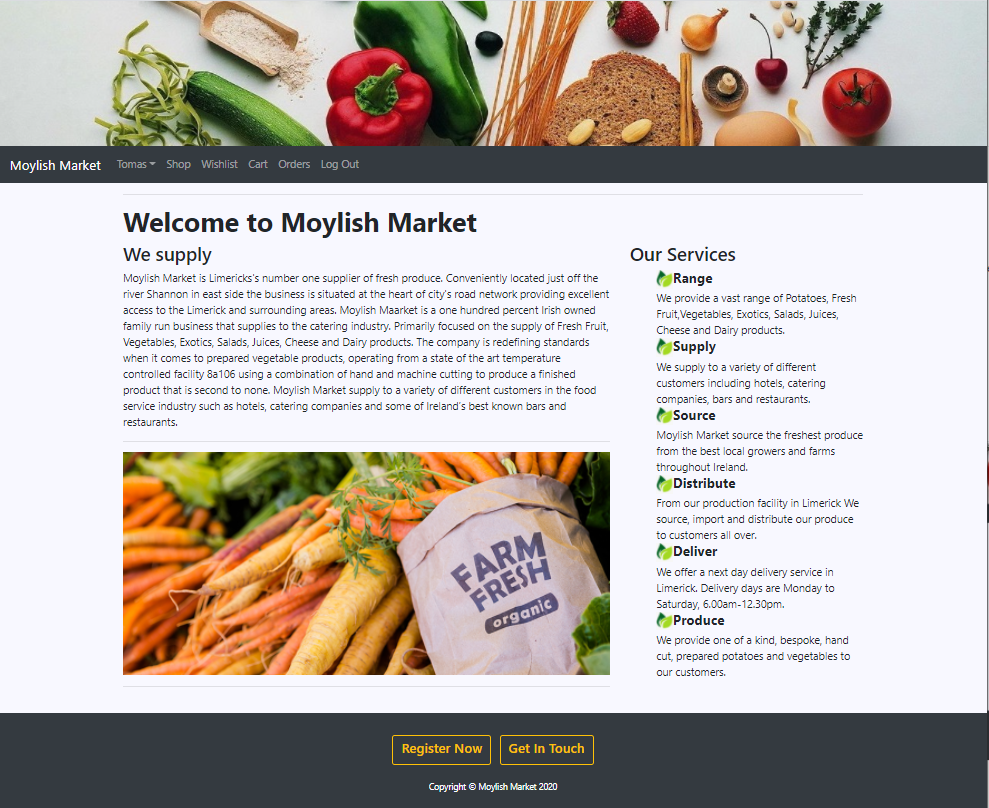 Moylish Market Tomas Shop Wishlist Cart Orders Log Out
Welcome to Moylish Market
We supply
Moylish Market is Limericks's number one supplier of fresh produce. Conveniently located just off the
river Shannon in east side the business is situated at the heart of city's road network providing excellent
access to the Limerick and surrounding areas. Moylish Maarket is a one hundred percent Irish owned
family run business that supplies to the catering industry. Primarily focused on the supply of Fresh Fruit,
Vegetables, Exotics, Salads, Juices, Cheese and Dairy products. The company is redefining standards
when it comes to prepared vegetable products, operating from a state of the art temperature
controlled facility 8a106 using a combination of hand and machine cutting to produce a finished
product that is second to none. Moylish Market supply to a variety of different customers in the food
service industry such as hotels, catering companies and some of Ireland's best known bars and
restaurants.
FARM
FRESH
organic
Our Services
Range
We provide a vast range of Potatoes, Fresh
Fruit,Vegetables, Exotics, Salads, Juices,
Cheese and Dairy products.
Supply
We supply to a variety of different
customers including hotels, catering
companies, bars and restaurants.
Source
Moylish Market source the freshest produce
from the best local growers and farms
throughout Ireland.
Distribute
From our production facility in Limerick We
source, import and distribute our produce
to customers all over.
Deliver
We offer a next day delivery service in
Limerick. Delivery days are Monday to
Saturday, 6.00am-12.30pm.
Produce
We provide one of a kind, bespoke, hand
cut, prepared potatoes and vegetables to
our customers.
Register Now Get In Touch
Copyright © Moylish Market 2020